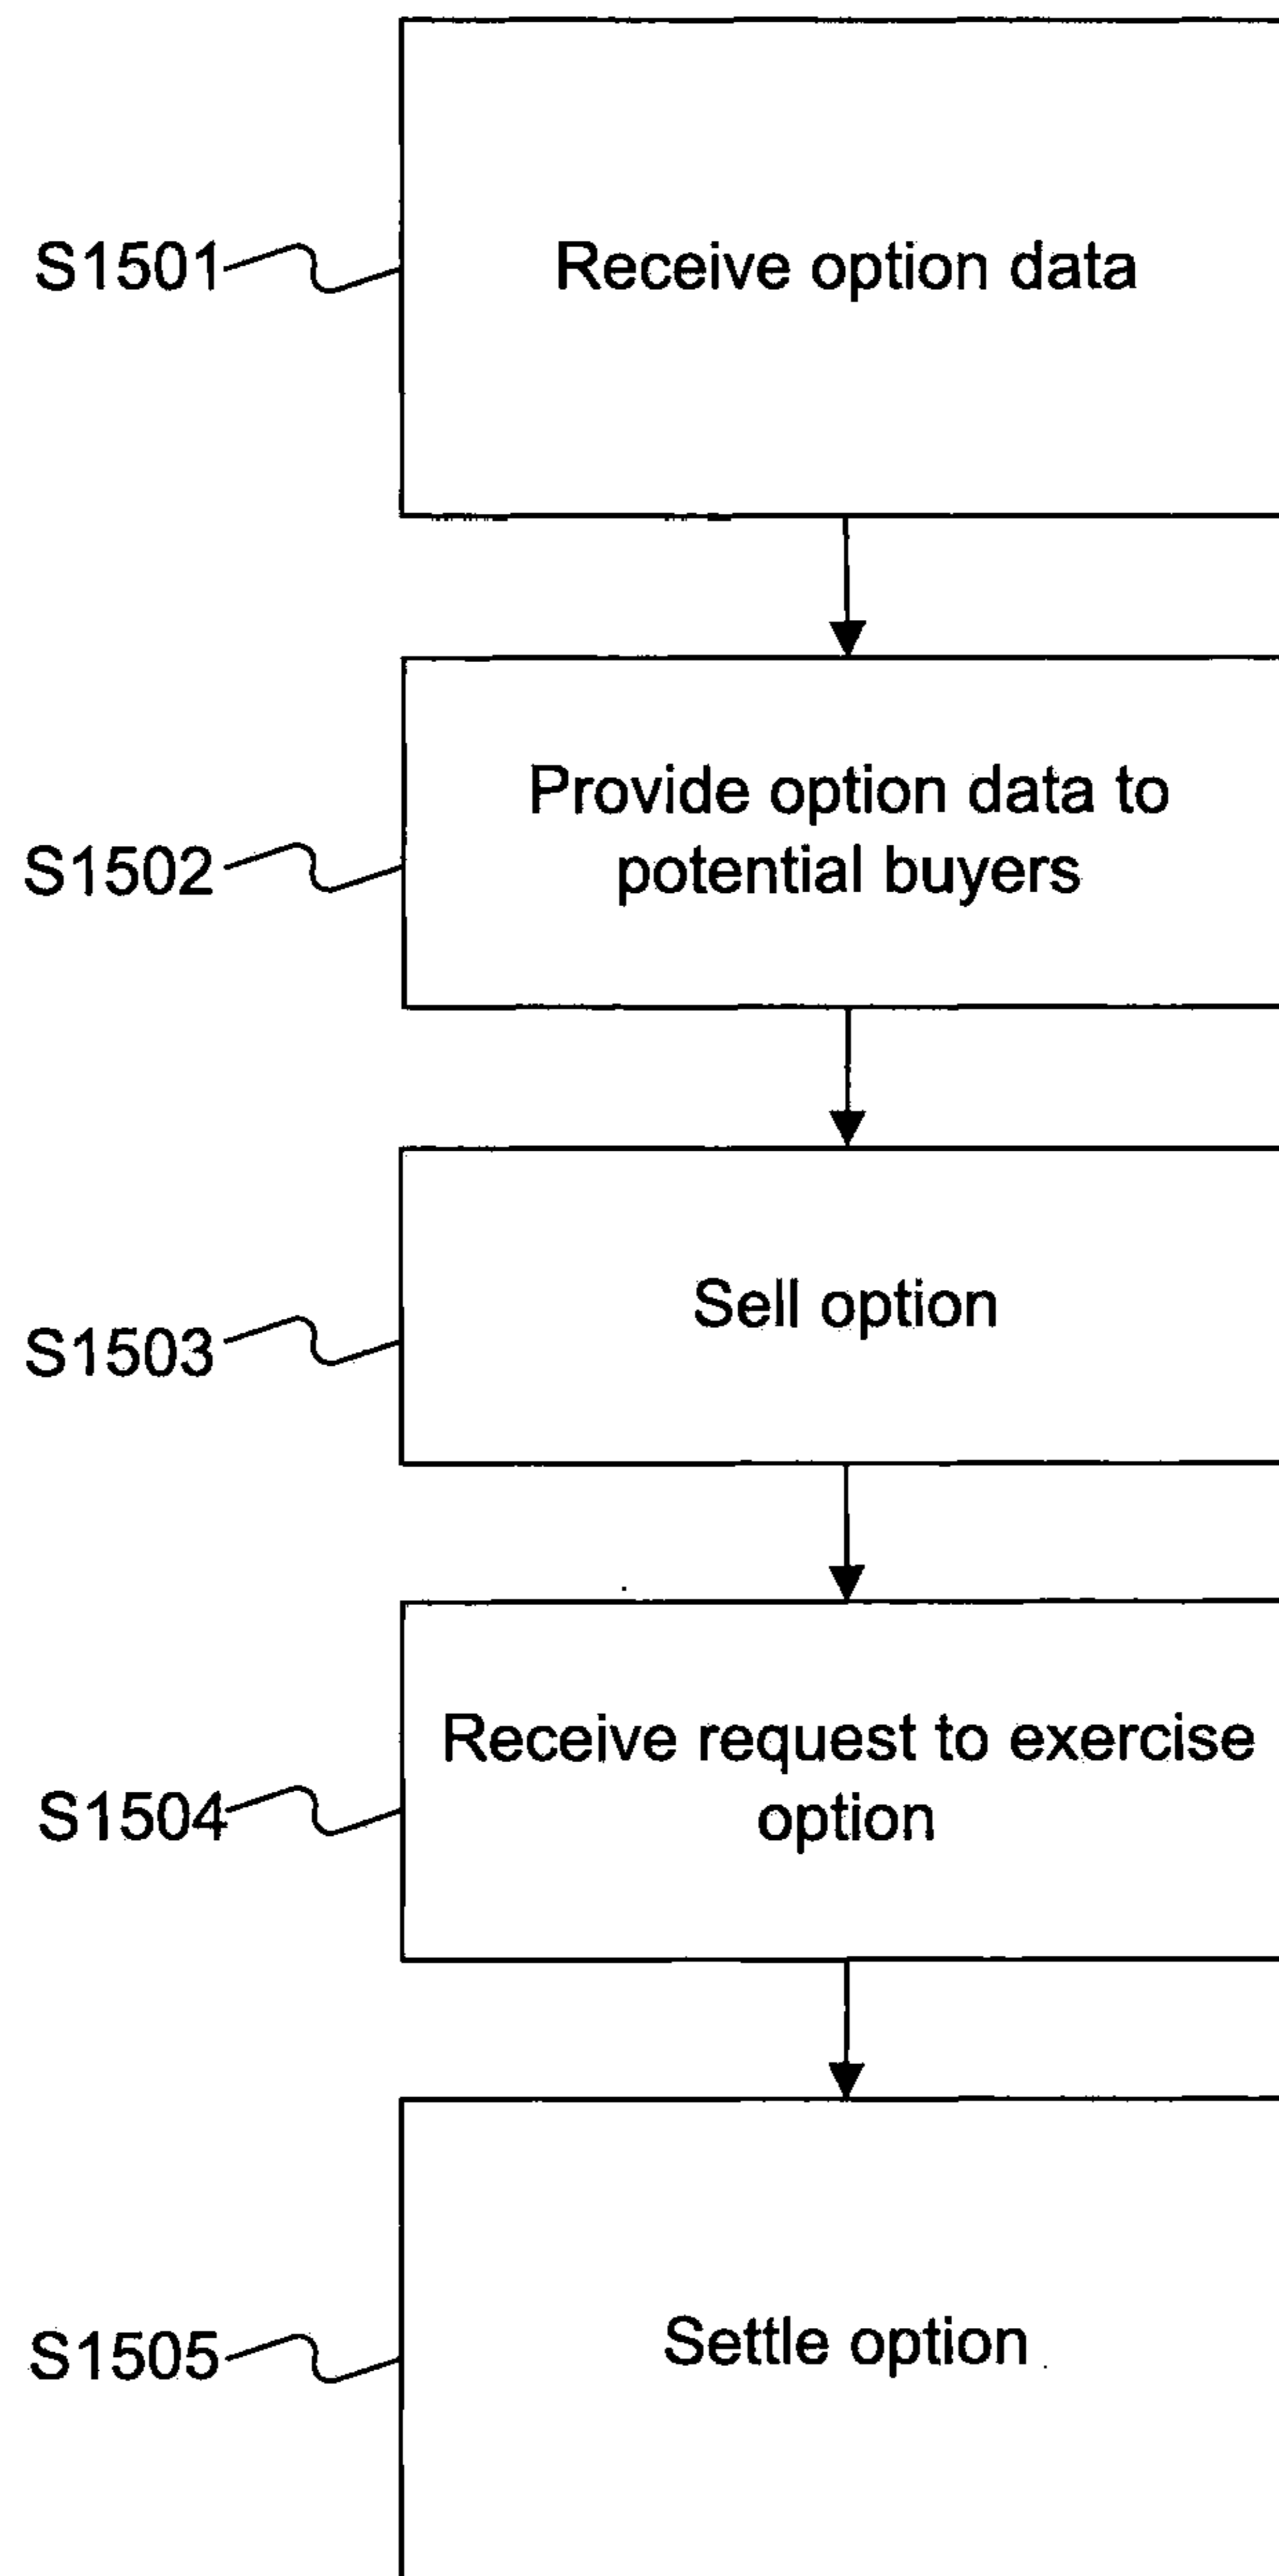 S1501
Receive option data
S1502
Provide option data to
potential buyers
S1503
Sell option
S1504
Receive request to exercise
option
S1505
Settle option